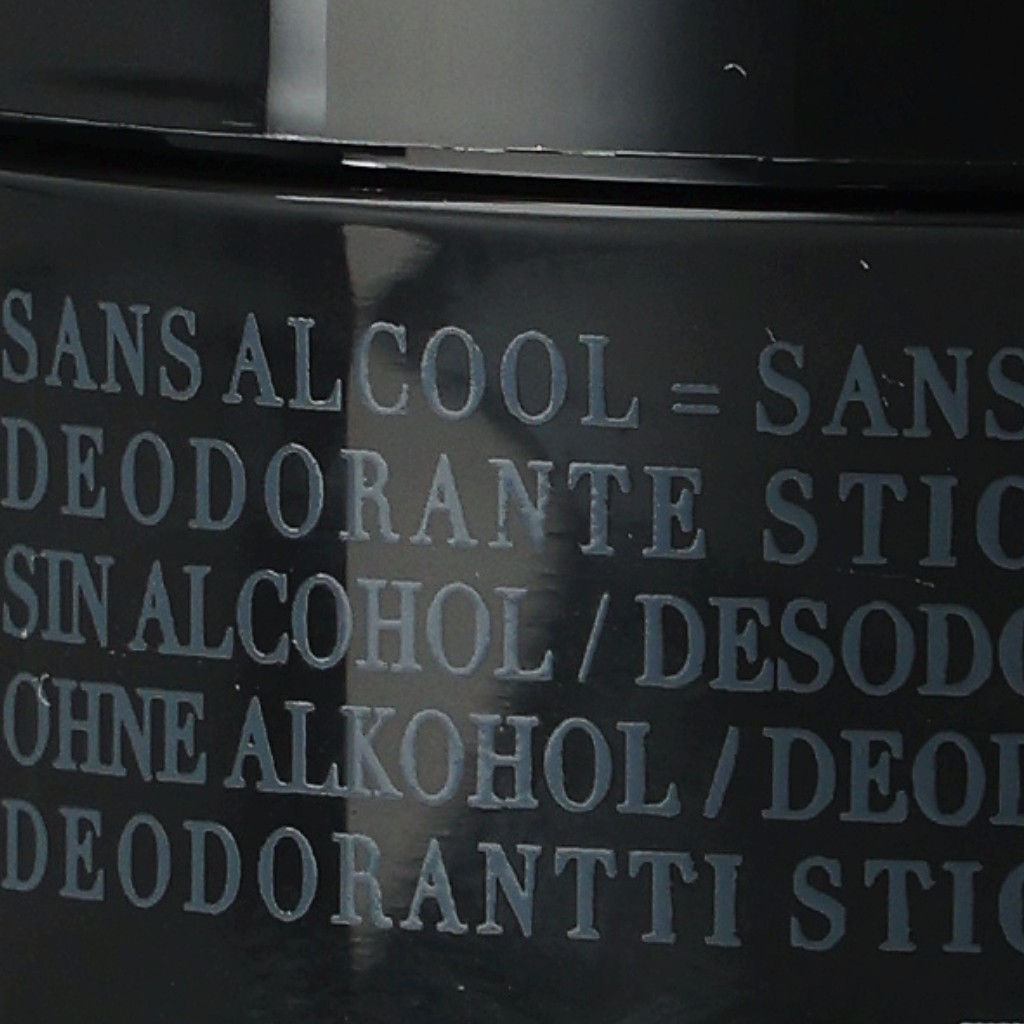 SANS ALCOOL = SANS
DEODORANTE STIC
SIN ALCOHOL / DESODO
OHNE ALKOHOL / DEOD
DEODORANTTI STIC